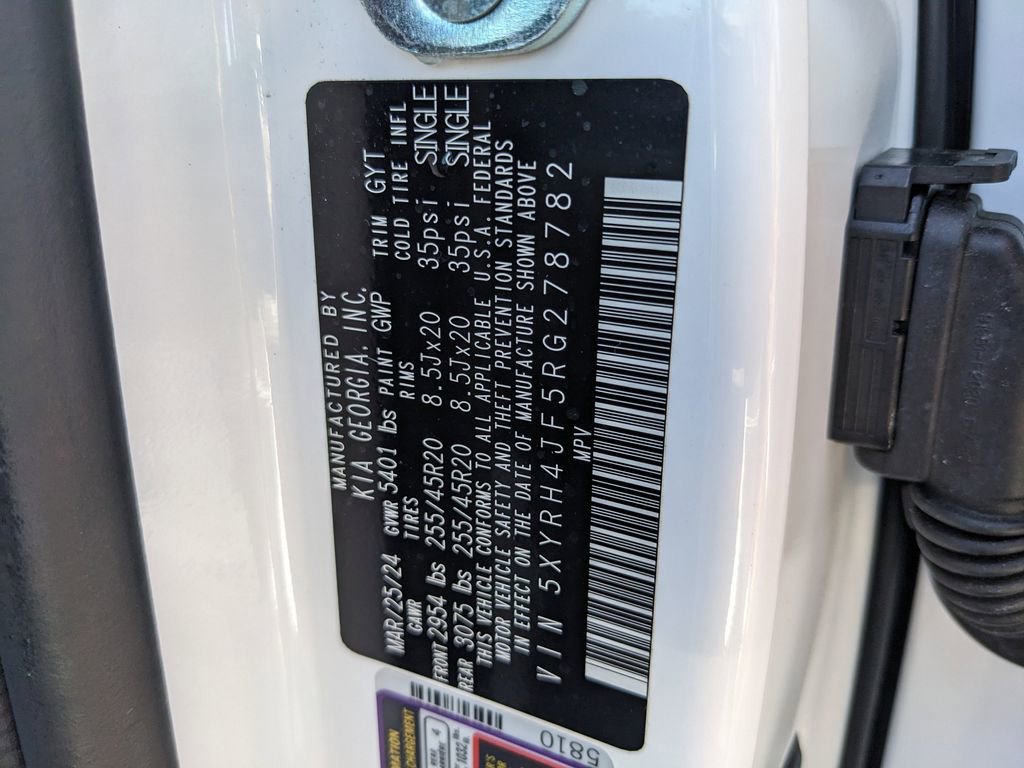 MANUFACTURED BY
KIA GEORGIA, INC.
MAR/25/24 GVWR 5401 lbs PAINT GWP TRIM GYT
GAWR TIRES RIMS COLD TIRE INFL
FRONT 2954 lbs 255/45R20 8.5Jx20 35psi SINGLE
REAR 3075 lbs 255/45R20 8.5Jx20 35psi SINGLE
THIS VEHICLE CONFORMS TO ALL APPLICABLE U.S.A. FEDERAL
MOTOR VEHICLE SAFETY AND THEFT PREVENTION STANDARDS
IN EFFECT ON THE DATE OF MANUFACTURE SHOWN ABOVE
MPV
VIN 5XYRH4JF5RG278782
5810